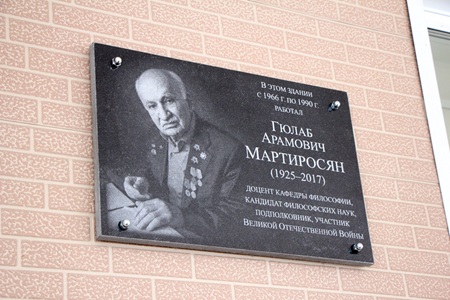 В ЭТОМ ЗДАНИИ
С 1966 Г. ПО 1990 Г.
РАБОТАЛ
ГЮЛАБ
АРАМОВИЧ
МАРТИРОСЯН
(1925–2017)
ДОЦЕНТ КАФЕДРЫ ФИЛОСОФИИ,
КАНДИДАТ ФИЛОСОФСКИХ НАУК,
ПОДПОЛКОВНИК, УЧАСТНИК
ВЕЛИКОЙ ОТЕЧЕСТВЕННОЙ ВОЙНЫ